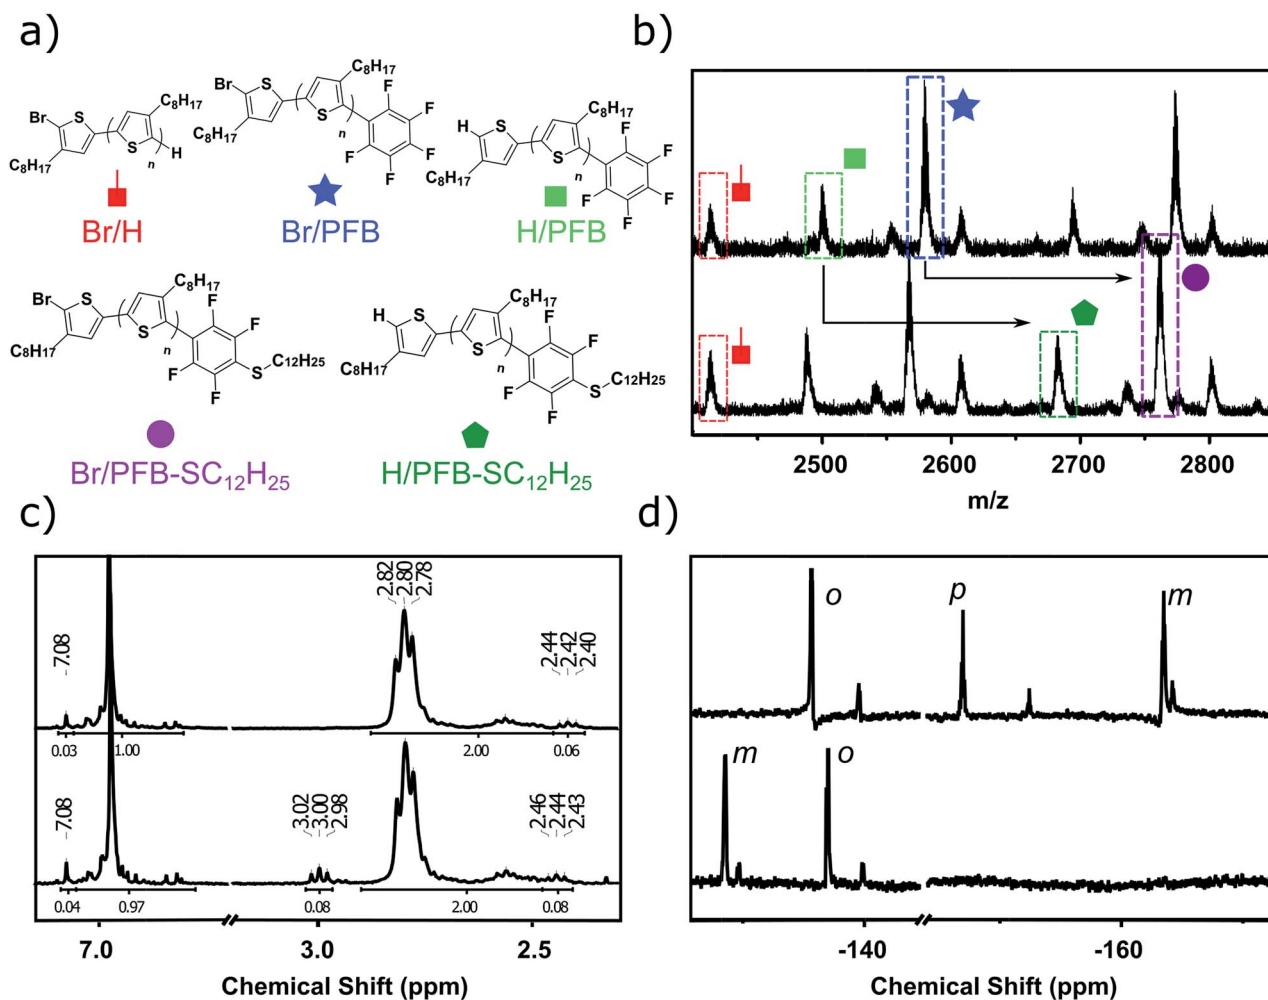 a)
Br
S
C8H17
C8H17
S
n
H
Br/H
Br
S
C8H17
C8H17
S
n
F
F
F
F
F
Br/PFB
H
S
C8H17
C8H17
S
n
F
F
F
F
F
H/PFB
Br
S
C8H17
C8H17
S
n
F
F
F
F
S
C12H25
Br/PFB-SC12H25
H
S
C8H17
C8H17
S
n
F
F
F
F
S
C12H25
H/PFB-SC12H25
b)
2500 2600 2700 2800
m/z
c)
7.08
2.82
2.80
2.78
2.44
2.42
2.40
0.03 1.00 2.00 0.06
7.08
3.02
3.00
2.98
2.46
2.44
2.43
0.04 0.97 0.08 2.00 0.08
7.0 3.0 2.5
Chemical Shift (ppm)
d)
o p m
m o
-140 -160
Chemical Shift (ppm)